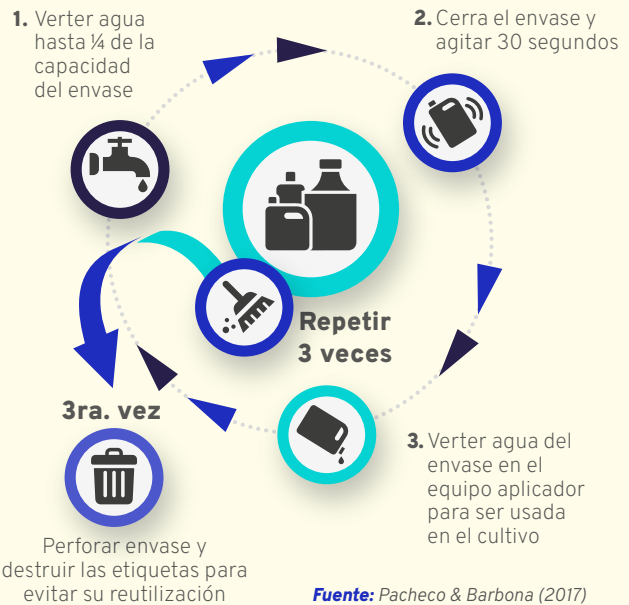 1. Verter agua
hasta ¼ de la
capacidad
del envase
2. Cerra el envase y
agitar 30 segundos
Repetir
3 veces
3ra. vez
3. Verter agua del
envase en el
equipo aplicador
para ser usada
en el cultivo
Perforar envase y
destruir las etiquetas para
evitar su reutilización
Fuente: Pacheco & Barbona (2017)